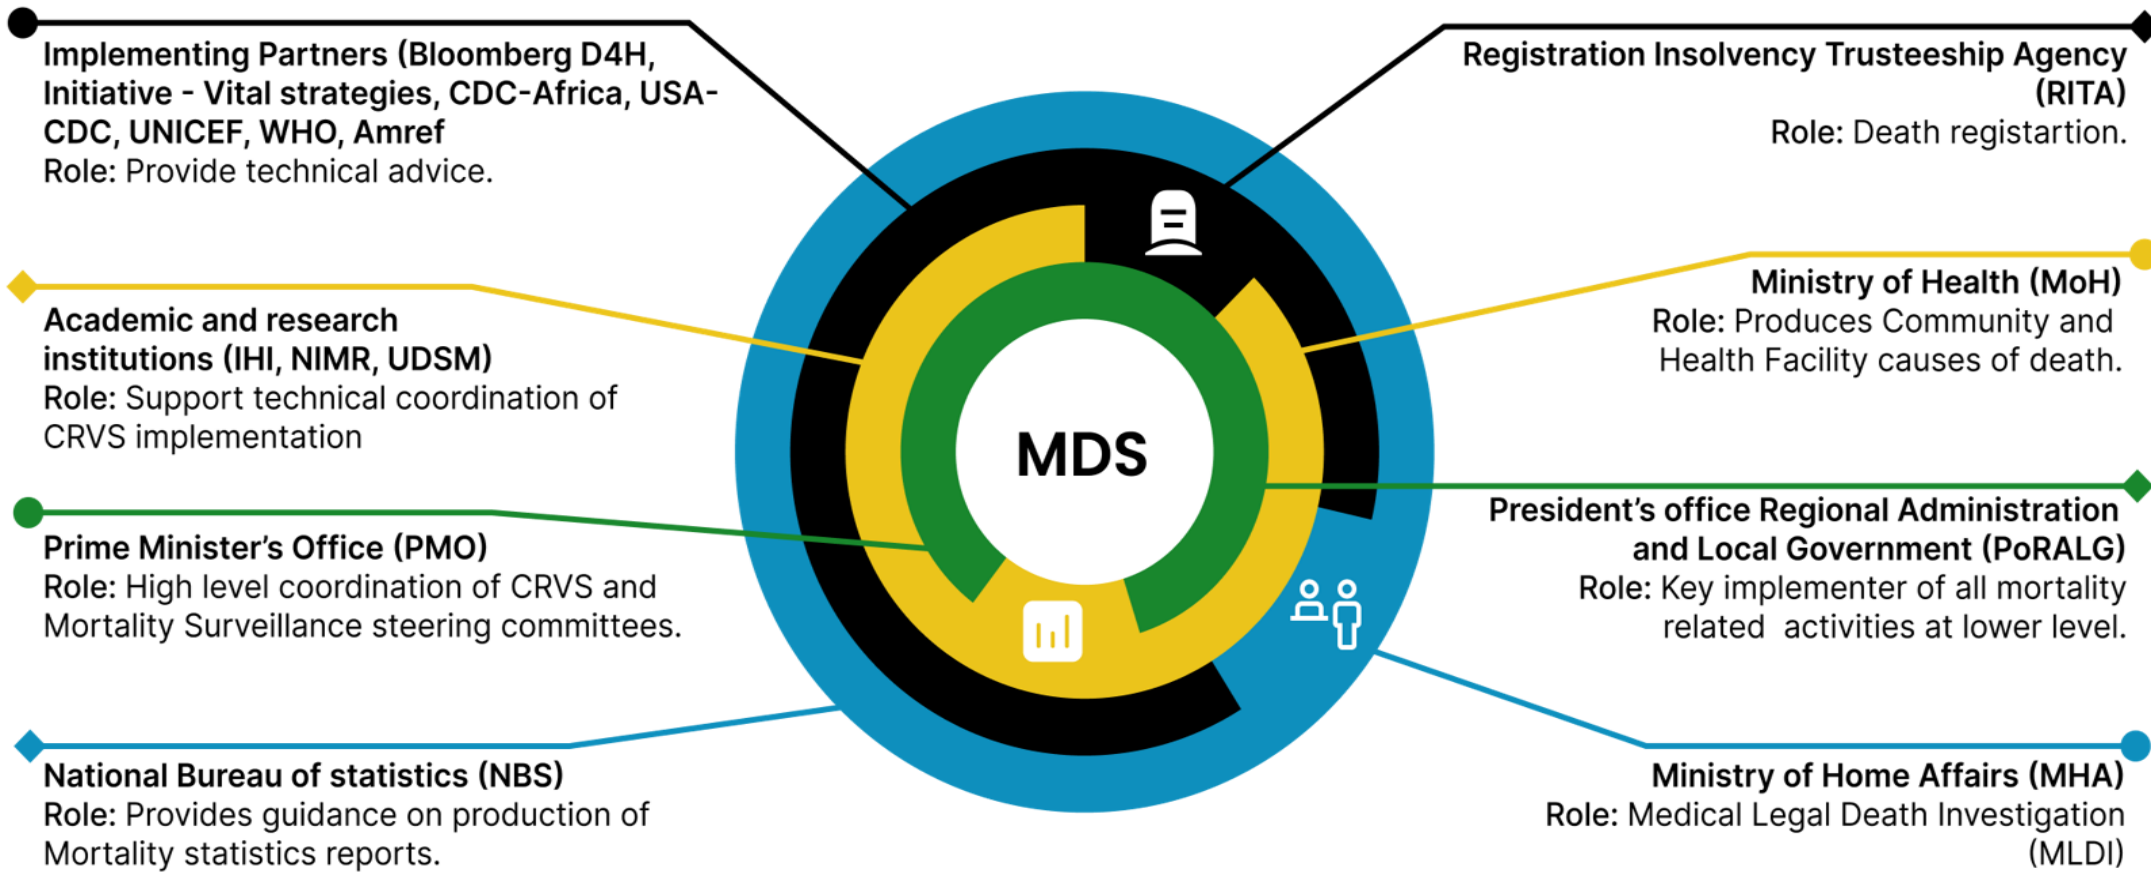 Implementing Partners (Bloomberg D4H,
Initiative - Vital strategies, CDC-Africa, USA-
CDC, UNICEF, WHO, Amref
Role: Provide technical advice.
Academic and research
institutions (IHI, NIMR, UDSM)
Role: Support technical coordination of
CRVS implementation
Prime Minister’s Office (PMO)
Role: High level coordination of CRVS and
Mortality Surveillance steering committees.
National Bureau of statistics (NBS)
Role: Provides guidance on production of
Mortality statistics reports.
MDS
Registration Insolvency Trusteeship Agency
(RITA)
Role: Death registartion.
Ministry of Health (MoH)
Role: Produces Community and
Health Facility causes of death.
President’s office Regional Administration
and Local Government (PoRALG)
Role: Key implementer of all mortality
related activities at lower level.
Ministry of Home Affairs (MHA)
Role: Medical Legal Death Investigation
(MLDI)